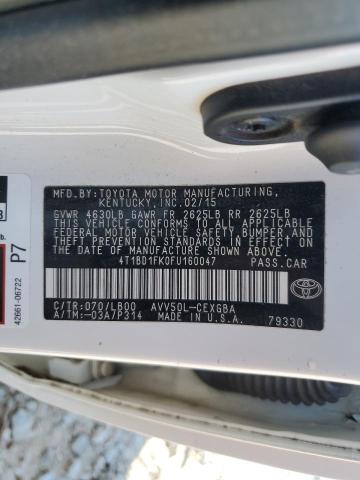 MFD.BY:TOYOTA MOTOR MANUFACTURING,
KENTUCKY,INC.02/15
GVWR 4630LB GAWR FR 2625LB RR 2625LB
THIS VEHICLE CONFORMS TO ALL APPLICABLE
FEDERAL MOTOR VEHICLE SAFETY,BUMPER,AND
THEFT PREVENTION STANDARDS IN EFFECT ON
THE DATE OF MANUFACTURE SHOWN ABOVE.
4T1BD1FK0FU160047 PASS.CAR
C/TR:070/LB00 AVV50L-CEXGBA
A/TM:-03A/P314 MADE IN U.S.A. 79330
P7
42661-06722